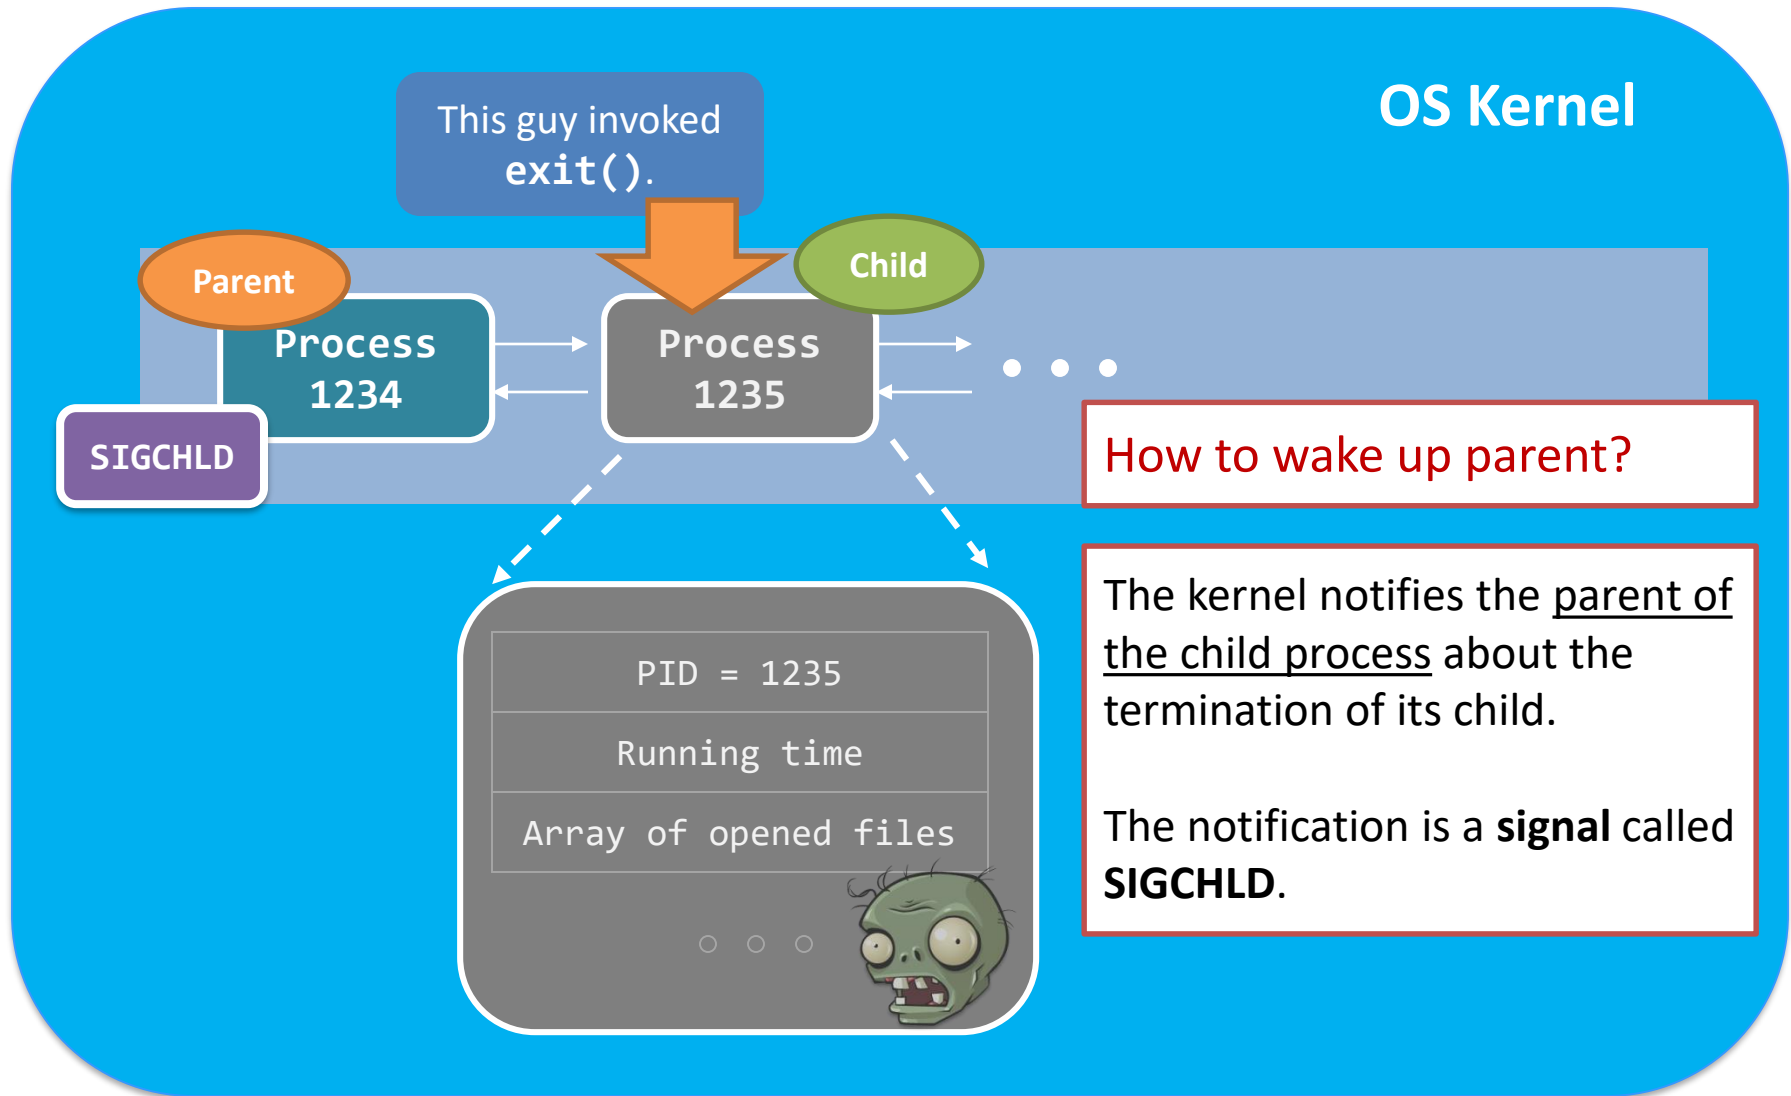 OS Kernel
This guy invoked
exit().
Parent
Child
Process
1234
Process
1235
SIGCHLD
How to wake up parent?
PID = 1235
Running time
Array of opened files
The kernel notifies the parent of
the child process about the
termination of its child.
The notification is a signal called
SIGCHLD.